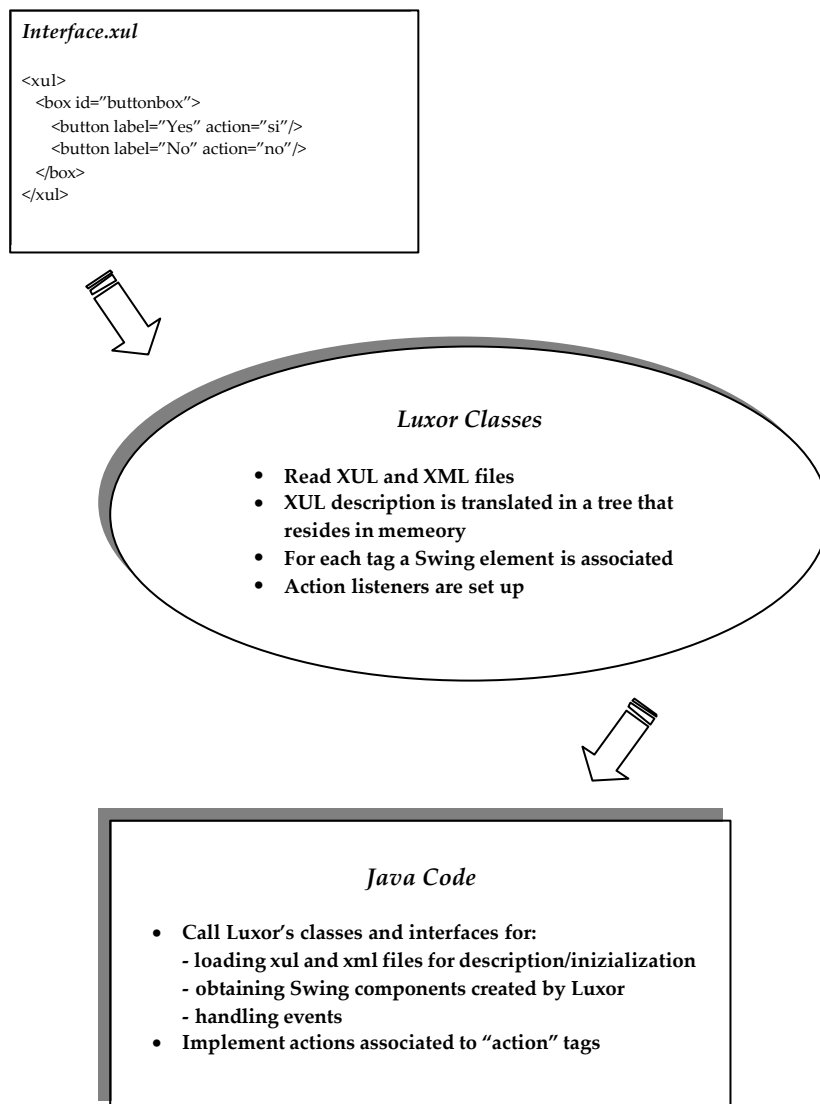 Interface.xul
<xul>
<box id=”buttonbox”>
<button label=”Yes” action=”si”/>
<button label=”No” action=”no”/>
</box>
</xul>
Luxor Classes
• Read XUL and XML files
• XUL description is translated in a tree that
resides in memeory
• For each tag a Swing element is associated
• Action listeners are set up
Java Code
• Call Luxor’s classes and interfaces for:
- loading xul and xml files for description/inizialization
- obtaining Swing components created by Luxor
- handling events
• Implement actions associated to “action” tags